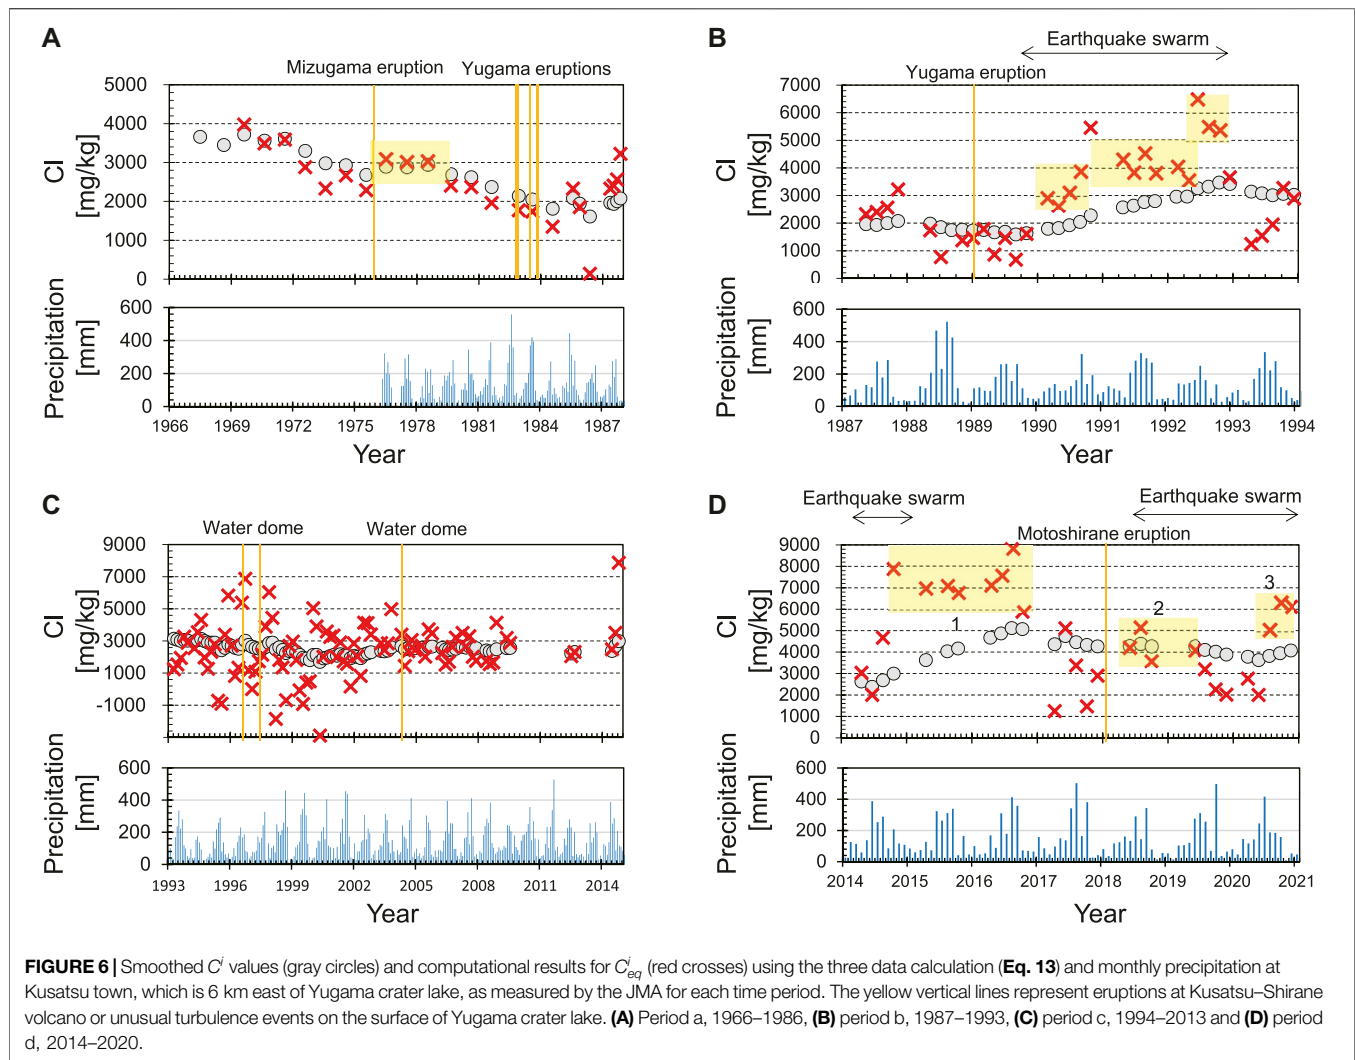 A
Mizugama eruption Yugama eruptions
5000
4000
3000
2000
1000
0
Cl
[mg/kg]
600
400
200
0
Precipitation
[mm]
1966 1969 1972 1975 1978 1981 1984 1987
Year
B
Earthquake swarm
Yugama eruption
7000
6000
5000
4000
3000
2000
1000
0
Cl
[mg/kg]
600
400
200
0
Precipitation
[mm]
1987 1988 1989 1990 1991 1992 1993 1994
Year
C
Water dome Water dome
9000
7000
5000
3000
1000
-1000
Cl
[mg/kg]
600
400
200
0
Precipitation
[mm]
1993 1996 1999 2002 2005 2008 2011 2014
Year
D
Earthquake swarm Earthquake swarm
Motoshirane eruption
9000
8000
7000
6000
5000
4000
3000
2000
1000
0
Cl
[mg/kg]
1
2
3
600
400
200
0
Precipitation
[mm]
2014 2015 2016 2017 2018 2019 2020 2021
Year
FIGURE 6 | Smoothed C^i values (gray circles) and computational results for C^i_eq (red crosses) using the three data calculation (Eq. 13) and monthly precipitation at
Kusatsu town, which is 6 km east of Yugama crater lake, as measured by the JMA for each time period. The yellow vertical lines represent eruptions at Kusatsu–Shirane
volcano or unusual turbulence events on the surface of Yugama crater lake. (A) Period a, 1966–1986, (B) period b, 1987–1993, (C) period c, 1994–2013 and (D) period
d, 2014–2020.